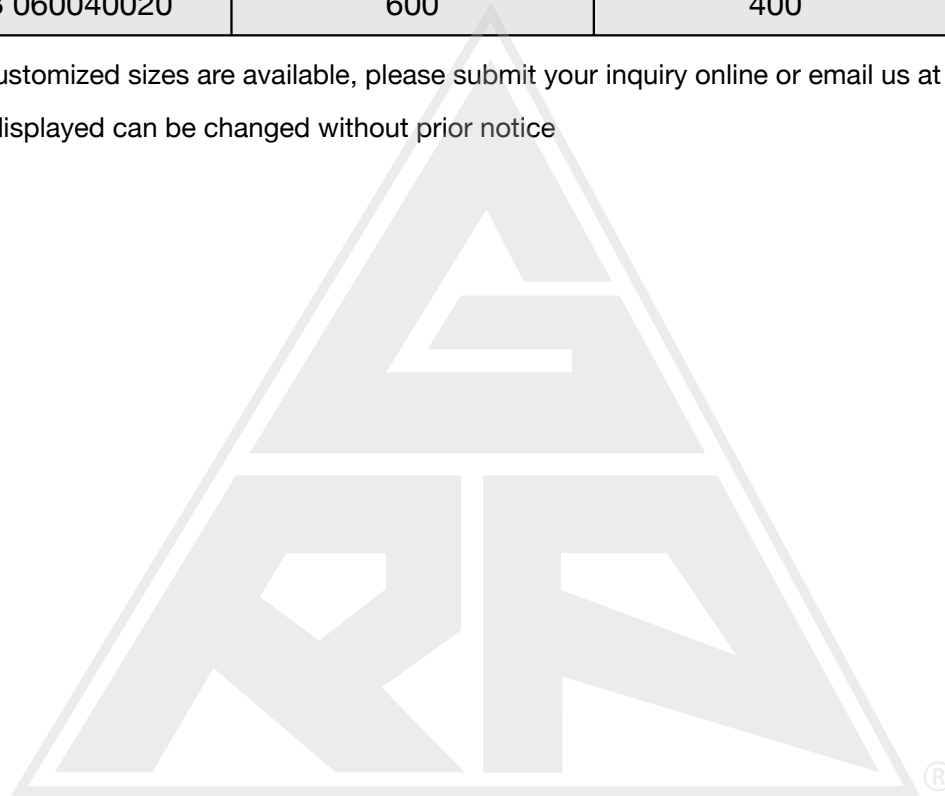 060040020 600 400
ustomized sizes are available, please submit your inquiry online or email us at
displayed can be changed without prior notice
GRP
®